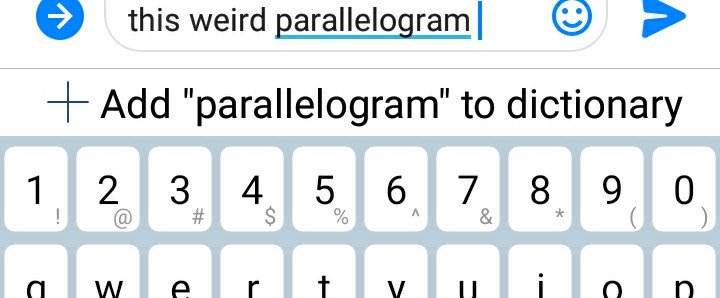 this weird parallelogram
Add "parallelogram" to dictionary
1 2 3 4 5 6 7 8 9 0
! @ # $ % ^ & * ( )
q w e r t y u i o p